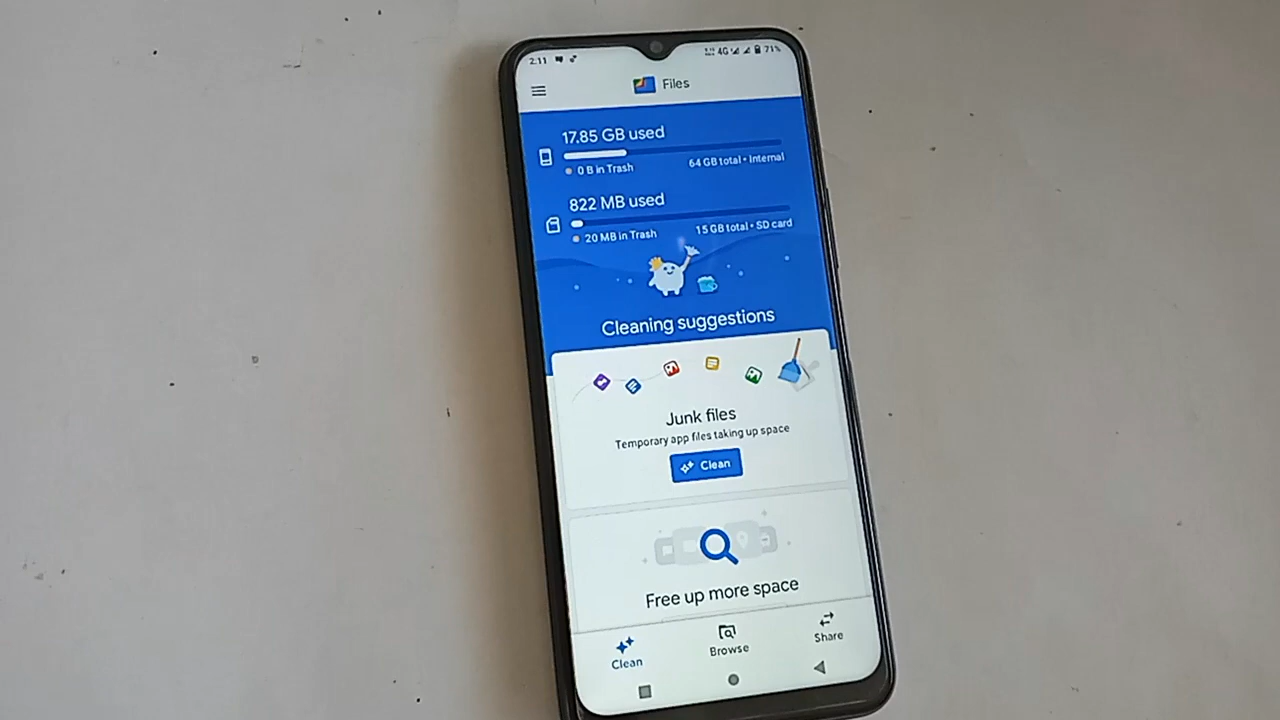 2:11 4G 71%
Files
17.85 GB used
0 B in Trash 64 GB total • Internal
822 MB used
20 MB in Trash 15 GB total • SD card
Cleaning suggestions
Junk files
Temporary app files taking up space
Clean
Free up more space
Clean Browse Share